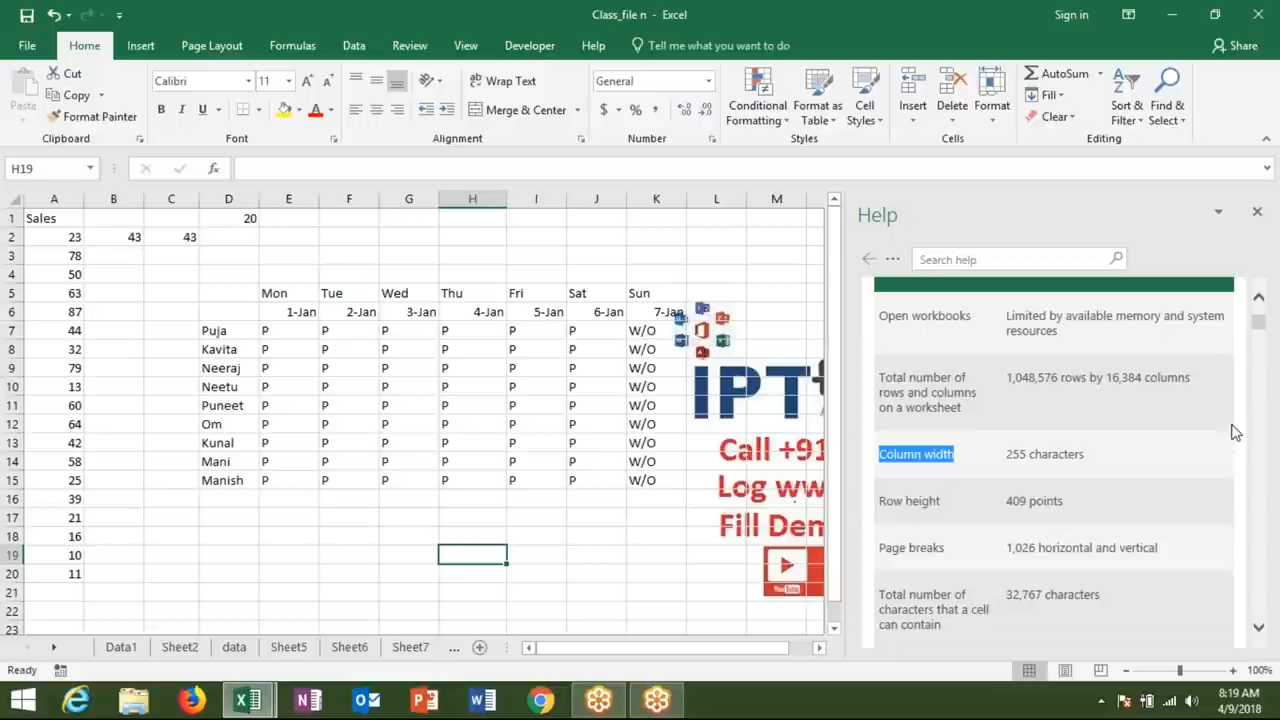 Class_file n - Excel
Sign in
File Home Insert Page Layout Formulas Data Review View Developer Help Tell me what you want to do Share
Cut
Copy
Format Painter
Paste
Clipboard
Calibri 11
B I U
Font
Wrap Text
Merge & Center
Alignment
General
$ % ,
Number
Conditional Formatting
Format as Table
Cell Styles
Styles
Insert Delete Format
Cells
AutoSum
Fill
Clear
Sort & Filter
Find & Select
Editing
H19 fx
A B C D E F G H I J K L M
1 Sales 20
2 23 43 43
3 78
4 50
5 63 Mon Tue Wed Thu Fri Sat Sun
6 87 1-Jan 2-Jan 3-Jan 4-Jan 5-Jan 6-Jan 7-Jan
7 44 Puja P P P P P P W/O
8 32 Kavita P P P P P P W/O
9 79 Neeraj P P P P P P W/O
10 13 Neetu P P P P P P W/O
11 60 Puneet P P P P P P W/O
12 64 Om P P P P P P W/O
13 42 Kunal P P P P P P W/O
14 58 Mani P P P P P P W/O
15 25 Manish P P P P P P W/O
16 39
17 21
18 16
19 10
20 11
21
22
23
IPT
Call +91
Log ww
Fill Dem
YouTube
Help
Search help
Open workbooks Limited by available memory and system
resources
Total number of 1,048,576 rows by 16,384 columns
rows and columns
on a worksheet
Column width 255 characters
Row height 409 points
Page breaks 1,026 horizontal and vertical
Total number of 32,767 characters
characters that a cell
can contain
Data1 Sheet2 data Sheet5 Sheet6 Sheet7 ...
Ready 100%
8:19 AM
4/9/2018